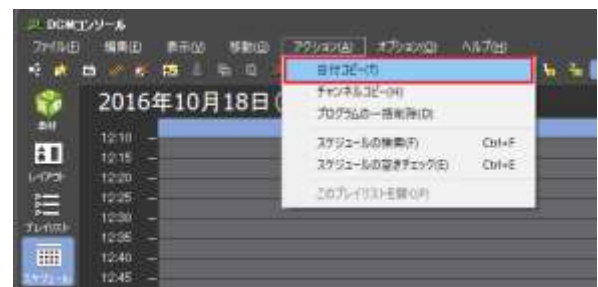 DCMコンソール
ファイル(F) 編集(E) 表示(V) 移動(G) アクション(A) オプション(O) ヘルプ(H)
日付コピー(T)
チャンネルコピー(H)
プログラムの一括削除(D)
スケジュールの検索(F) Ctrl+F
スケジュールの空きチェック(E) Ctrl+E
このプレイリストを開く(P)
2016年10月18日(
素材
レイアウト
プレイリスト
スケジュール
12:10
12:15
12:20
12:25
12:30
12:35
12:40
12:45